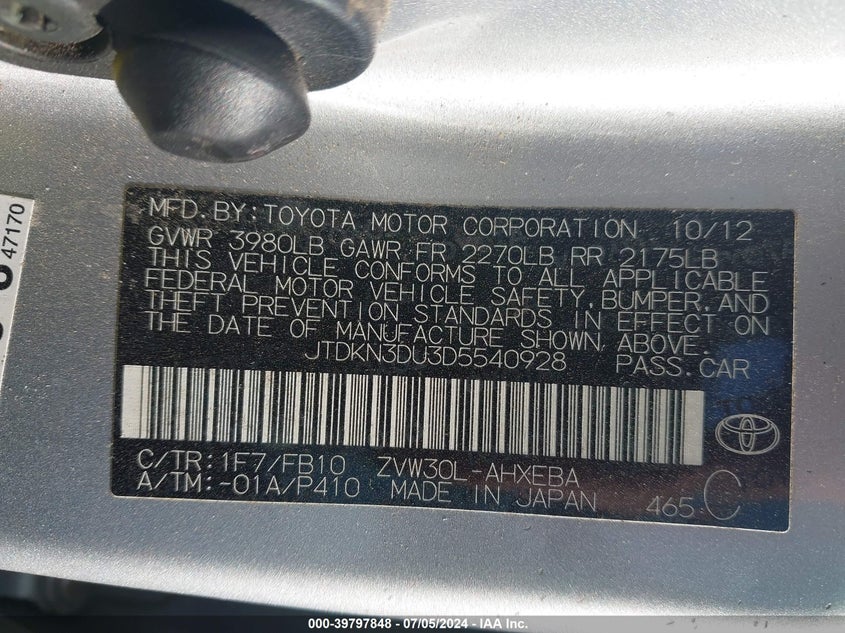 47170
MFD. BY: TOYOTA MOTOR CORPORATION 10/12
GVWR 3980LB GAWR FR 2270LB RR 2175LB
THIS VEHICLE CONFORMS TO ALL APPLICABLE
FEDERAL MOTOR VEHICLE SAFETY, BUMPER, AND
THEFT PREVENTION STANDARDS IN EFFECT ON
THE DATE OF MANUFACTURE SHOWN ABOVE.
JTDKN3DU3D5540928 PASS. CAR
C/TR: 1F7/FB10 ZVW30L-AHXEBA
A/TM: -01A/P410 MADE IN JAPAN 465 C
000-39797848 - 07/05/2024 - IAA Inc.